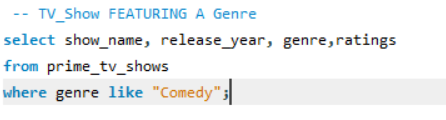 -- TV_Show FEATURING A Genre
select show_name, release_year, genre,ratings
from prime_tv_shows
where genre like "Comedy";